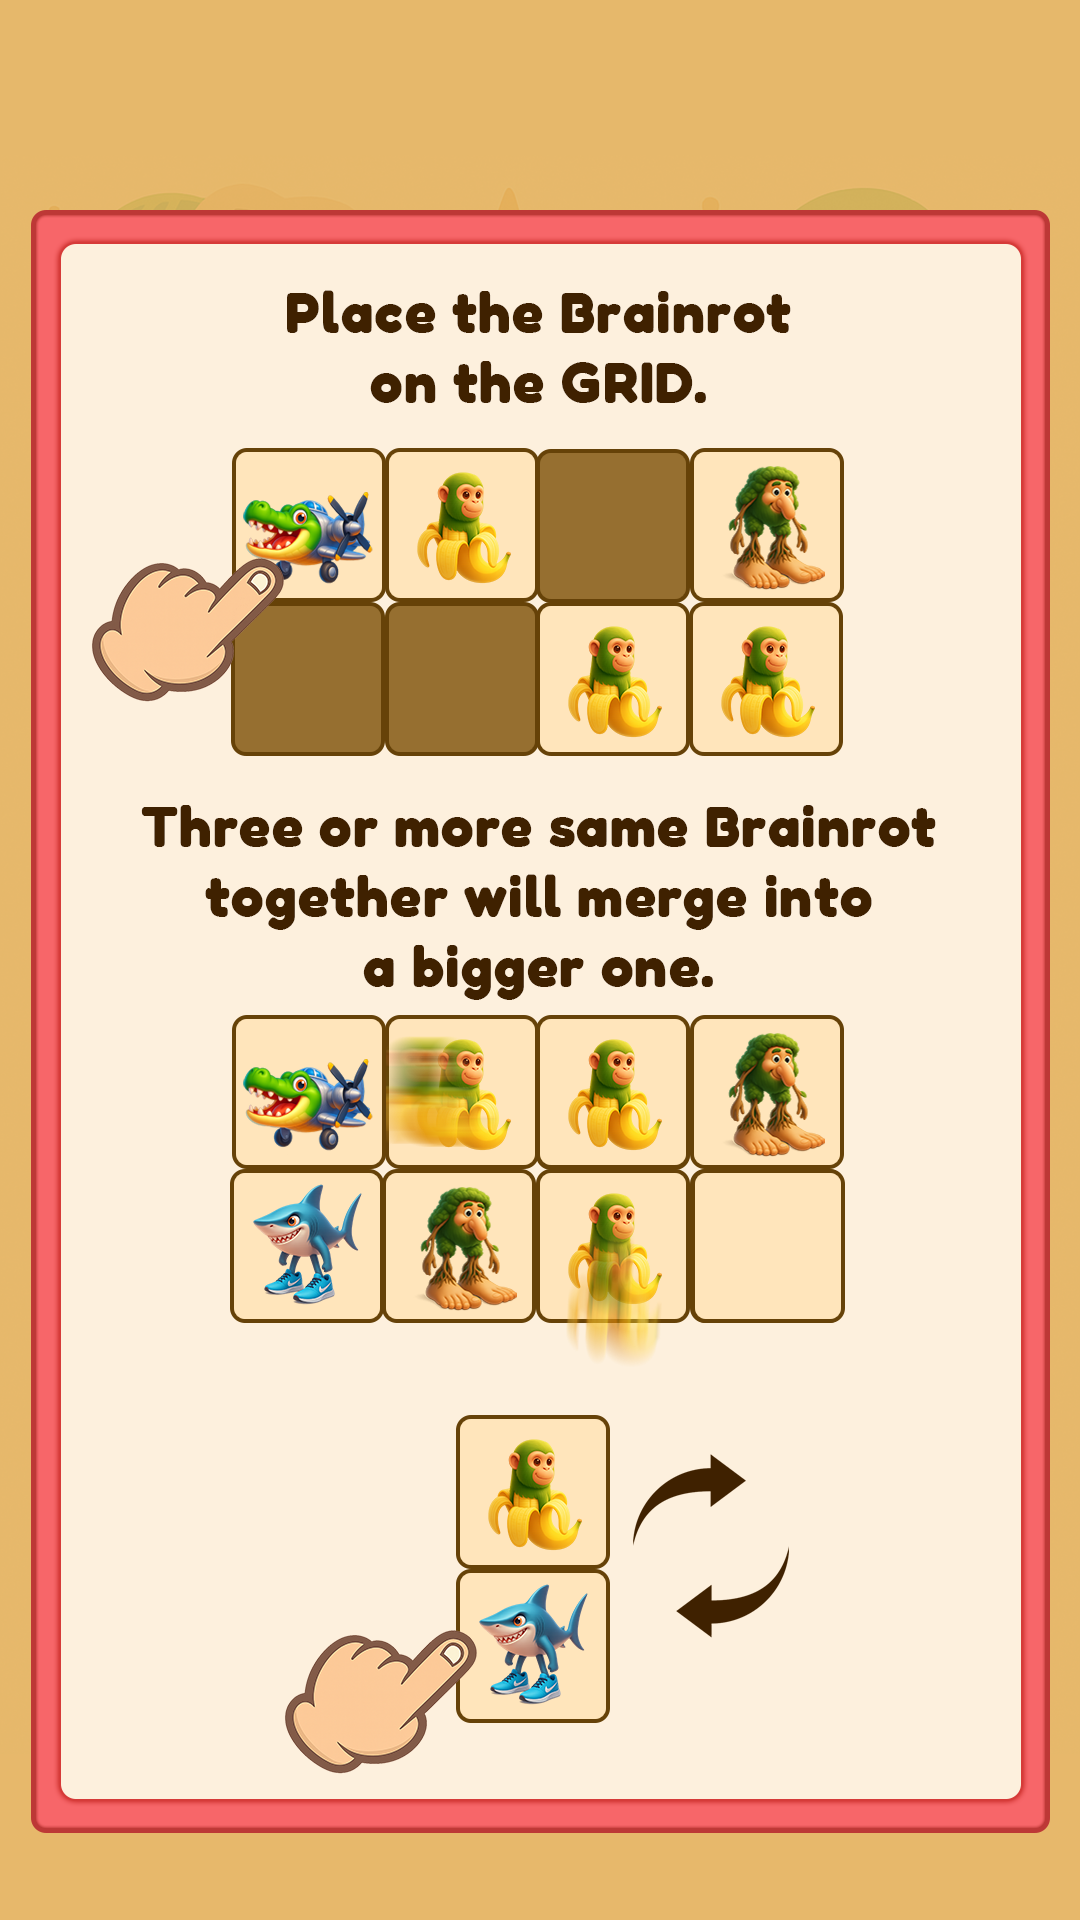 Place the Brainrot
on the GRID.
Three or more same Brainrot
together will merge into
a bigger one.